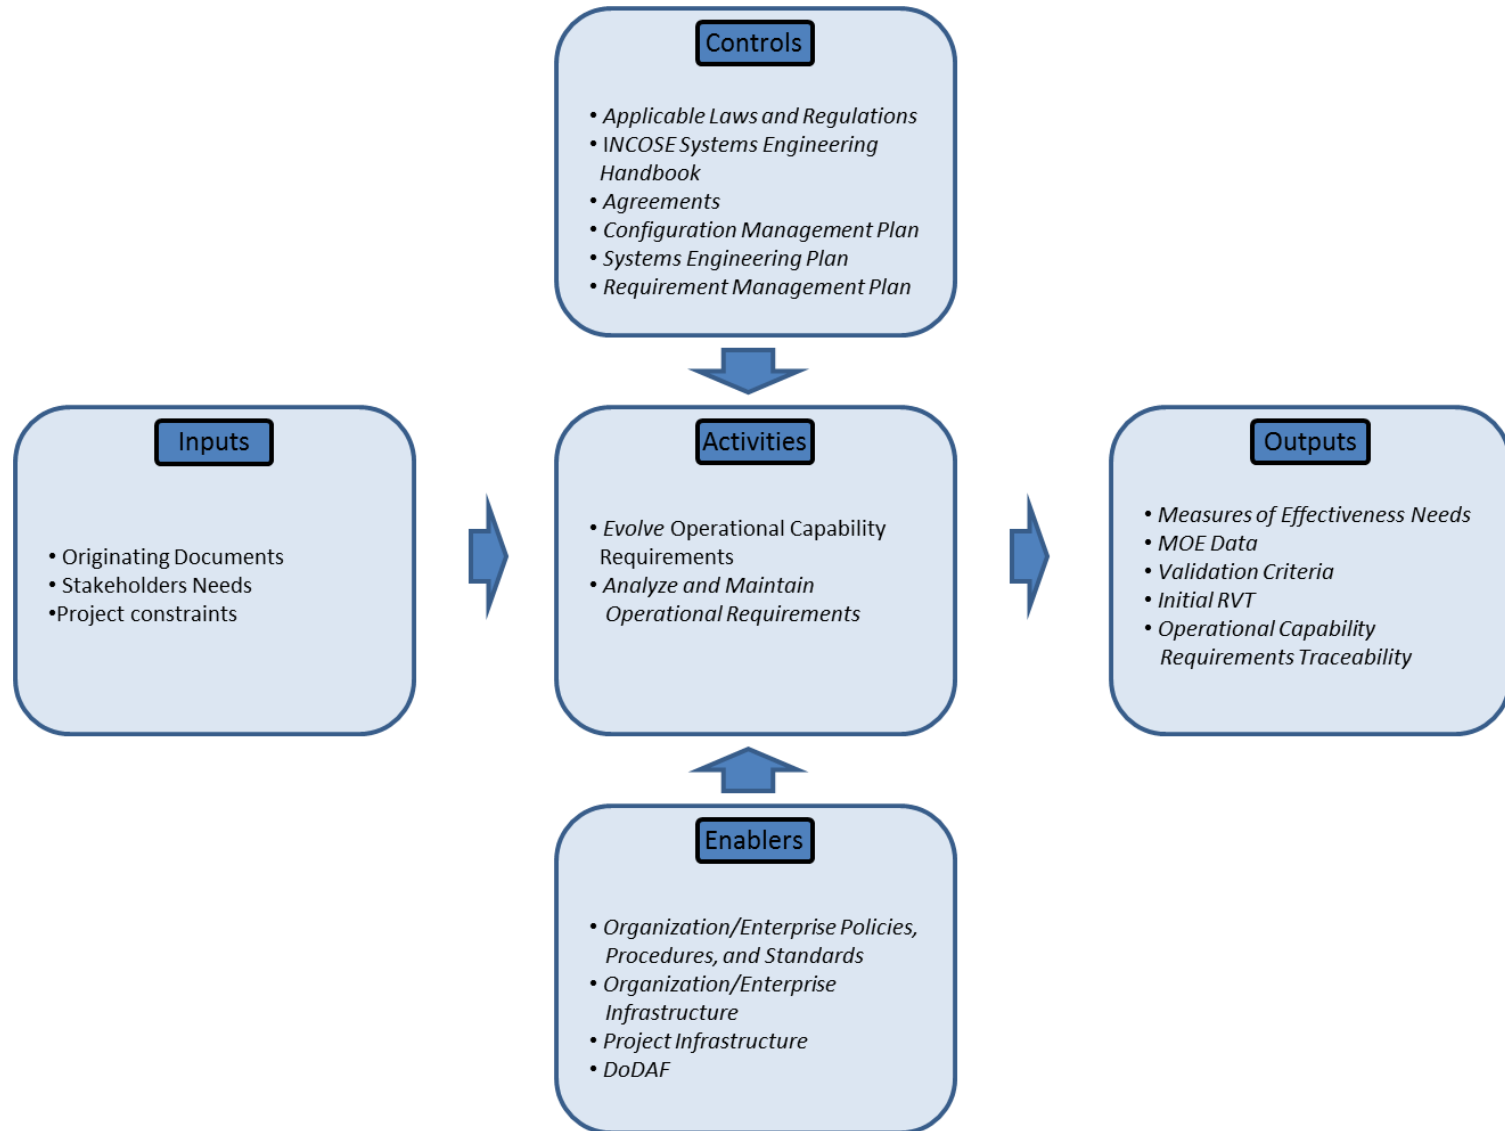 Controls
• Applicable Laws and Regulations
• INCOSE Systems Engineering
Handbook
• Agreements
• Configuration Management Plan
• Systems Engineering Plan
• Requirement Management Plan
Inputs
• Originating Documents
• Stakeholders Needs
•Project constraints
Activities
• Evolve Operational Capability
Requirements
• Analyze and Maintain
Operational Requirements
Outputs
• Measures of Effectiveness Needs
• MOE Data
• Validation Criteria
• Initial RVT
• Operational Capability
Requirements Traceability
Enablers
• Organization/Enterprise Policies,
Procedures, and Standards
• Organization/Enterprise
Infrastructure
• Project Infrastructure
• DoDAF